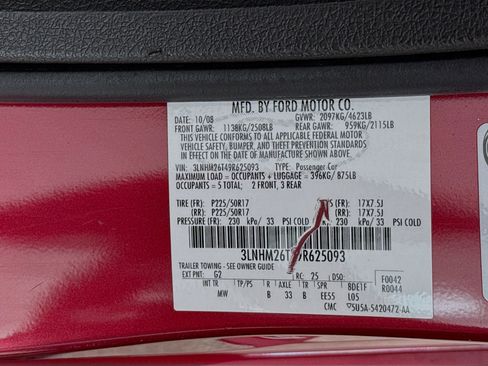 MFD. BY FORD MOTOR CO.
DATE: 10/08 GVWR: 2097KG/4623LB
FRONT GAWR: 1138KG/2508LB REAR GAWR: 959KG/2115LB
THIS VEHICLE CONFORMS TO ALL APPLICABLE FEDERAL MOTOR
VEHICLE SAFETY, BUMPER, AND THEFT PREVENTION STANDARDS
IN EFFECT ON THE DATE OF MANUFACTURE SHOWN ABOVE.
VIN: 3LNHM26T49R625093 TYPE: Passenger Car
MAXIMUM LOAD = OCCUPANTS + LUGGAGE = 396KG/ 875LB
OCCUPANTS = 5 TOTAL; 2 FRONT, 3 REAR
TIRE (FR): P225/50R17 (FR): 17X7.5J
TIRE (RR): P225/50R17 (RR): 17X7.5J
PRESSURE (FR): 230 kPa/ 33 PSI COLD (RR): 230 kPa/ 33 PSI COLD
3LNHM26T49R625093
TRAILER TOWING - SEE OWNER GUIDE
EXT PNT: G2 RC: 25 DSO: F0042
R0044
INT TR TP/PS R AXLE TR SPR BDETF
MW B 33 B EE55 L05
CMC 5U5A-5420472-AA